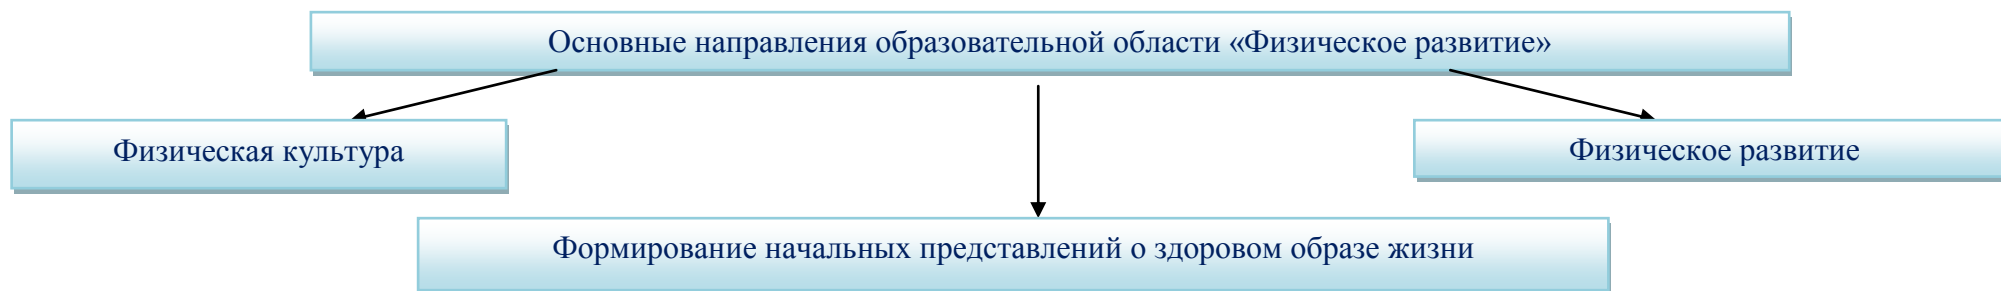 Основные направления образовательной области «Физическое развитие»
Физическая культура
Физическое развитие
Формирование начальных представлений о здоровом образе жизни